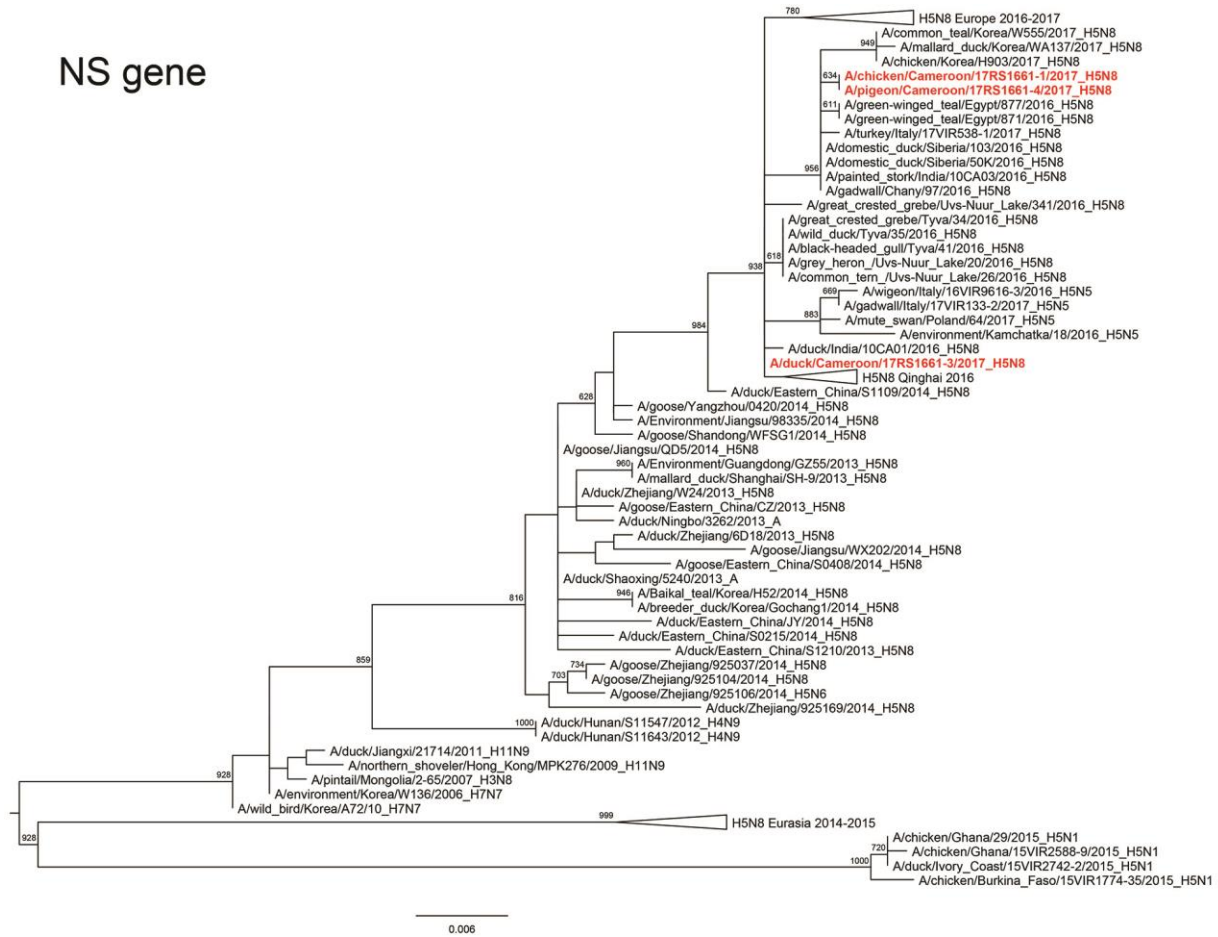 NS gene
780
H5N8 Europe 2016-2017
A/common_teal/Korea/W555/2017_H5N8
949
A/mallard_duck/Korea/WA137/2017_H5N8
A/chicken/Korea/H903/2017_H5N8
634
A/chicken/Cameroon/17RS1661-1/2017_H5N8
A/pigeon/Cameroon/17RS1661-4/2017_H5N8
611
A/green-winged_teal/Egypt/877/2016_H5N8
A/green-winged_teal/Egypt/871/2016_H5N8
A/turkey/Italy/17VIR538-1/2017_H5N8
A/domestic_duck/Siberia/103/2016_H5N8
A/domestic_duck/Siberia/50K/2016_H5N8
956
A/painted_stork/India/10CA03/2016_H5N8
A/gadwall/Chany/97/2016_H5N8
A/great_crested_grebe/Uvs-Nuur_Lake/341/2016_H5N8
A/great_crested_grebe/Tyva/34/2016_H5N8
A/wild_duck/Tyva/35/2016_H5N8
A/black-headed_gull/Tyva/41/2016_H5N8
938
618
A/grey_heron_/Uvs-Nuur_Lake/20/2016_H5N8
A/common_tern_/Uvs-Nuur_Lake/26/2016_H5N8
669
A/wigeon/Italy/16VIR9616-3/2016_H5N5
A/gadwall/Italy/17VIR133-2/2017_H5N5
883
A/mute_swan/Poland/64/2017_H5N5
984
A/environment/Kamchatka/18/2016_H5N5
A/duck/India/10CA01/2016_H5N8
A/duck/Cameroon/17RS1661-3/2017_H5N8
H5N8 Qinghai 2016
A/duck/Eastern_China/S1109/2014_H5N8
628
A/goose/Yangzhou/0420/2014_H5N8
A/Environment/Jiangsu/98335/2014_H5N8
A/goose/Shandong/WFSG1/2014_H5N8
A/goose/Jiangsu/QD5/2014_H5N8
960
A/Environment/Guangdong/GZ55/2013_H5N8
A/mallard_duck/Shanghai/SH-9/2013_H5N8
A/duck/Zhejiang/W24/2013_H5N8
A/goose/Eastern_China/CZ/2013_H5N8
A/duck/Ningbo/3262/2013_A
A/duck/Zhejiang/6D18/2013_H5N8
A/goose/Jiangsu/WX202/2014_H5N8
A/goose/Eastern_China/S0408/2014_H5N8
A/duck/Shaoxing/5240/2013_A
816
946
A/Baikal_teal/Korea/H52/2014_H5N8
A/breeder_duck/Korea/Gochang1/2014_H5N8
A/duck/Eastern_China/JY/2014_H5N8
A/duck/Eastern_China/S0215/2014_H5N8
A/duck/Eastern_China/S1210/2013_H5N8
859
734
A/goose/Zhejiang/925037/2014_H5N8
703
A/goose/Zhejiang/925104/2014_H5N8
A/goose/Zhejiang/925106/2014_H5N6
A/duck/Zhejiang/925169/2014_H5N8
1000
A/duck/Hunan/S11547/2012_H4N9
A/duck/Hunan/S11643/2012_H4N9
A/duck/Jiangxi/21714/2011_H11N9
A/northern_shoveler/Hong_Kong/MPK276/2009_H11N9
928
A/pintail/Mongolia/2-65/2007_H3N8
A/environment/Korea/W136/2006_H7N7
A/wild_bird/Korea/A72/10_H7N7
999
H5N8 Eurasia 2014-2015
928
A/chicken/Ghana/29/2015_H5N1
720
A/chicken/Ghana/15VIR2588-9/2015_H5N1
1000
A/duck/Ivory_Coast/15VIR2742-2/2015_H5N1
A/chicken/Burkina_Faso/15VIR1774-35/2015_H5N1
0.006